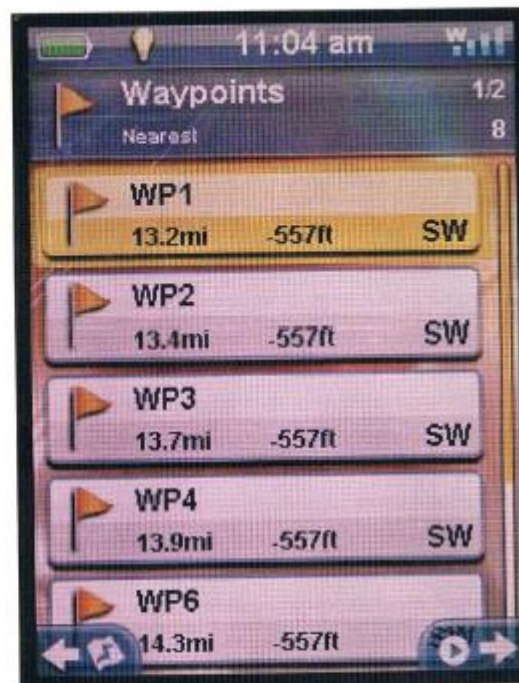 11:04 am W
Waypoints 1/2
Nearest 8
WP1
13.2mi -557ft SW
WP2
13.4mi -557ft SW
WP3
13.7mi -557ft SW
WP4
13.9mi -557ft SW
WP6
14.3mi -557ft SW